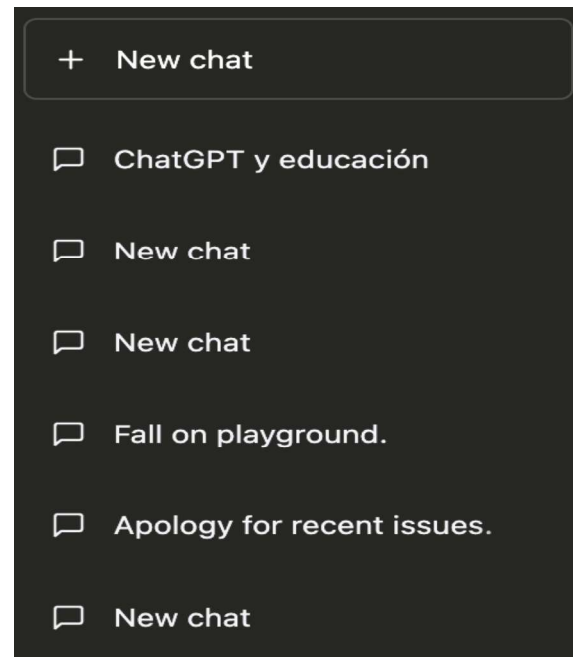 New chat
ChatGPT y educación
New chat
New chat
Fall on playground.
Apology for recent issues.
New chat